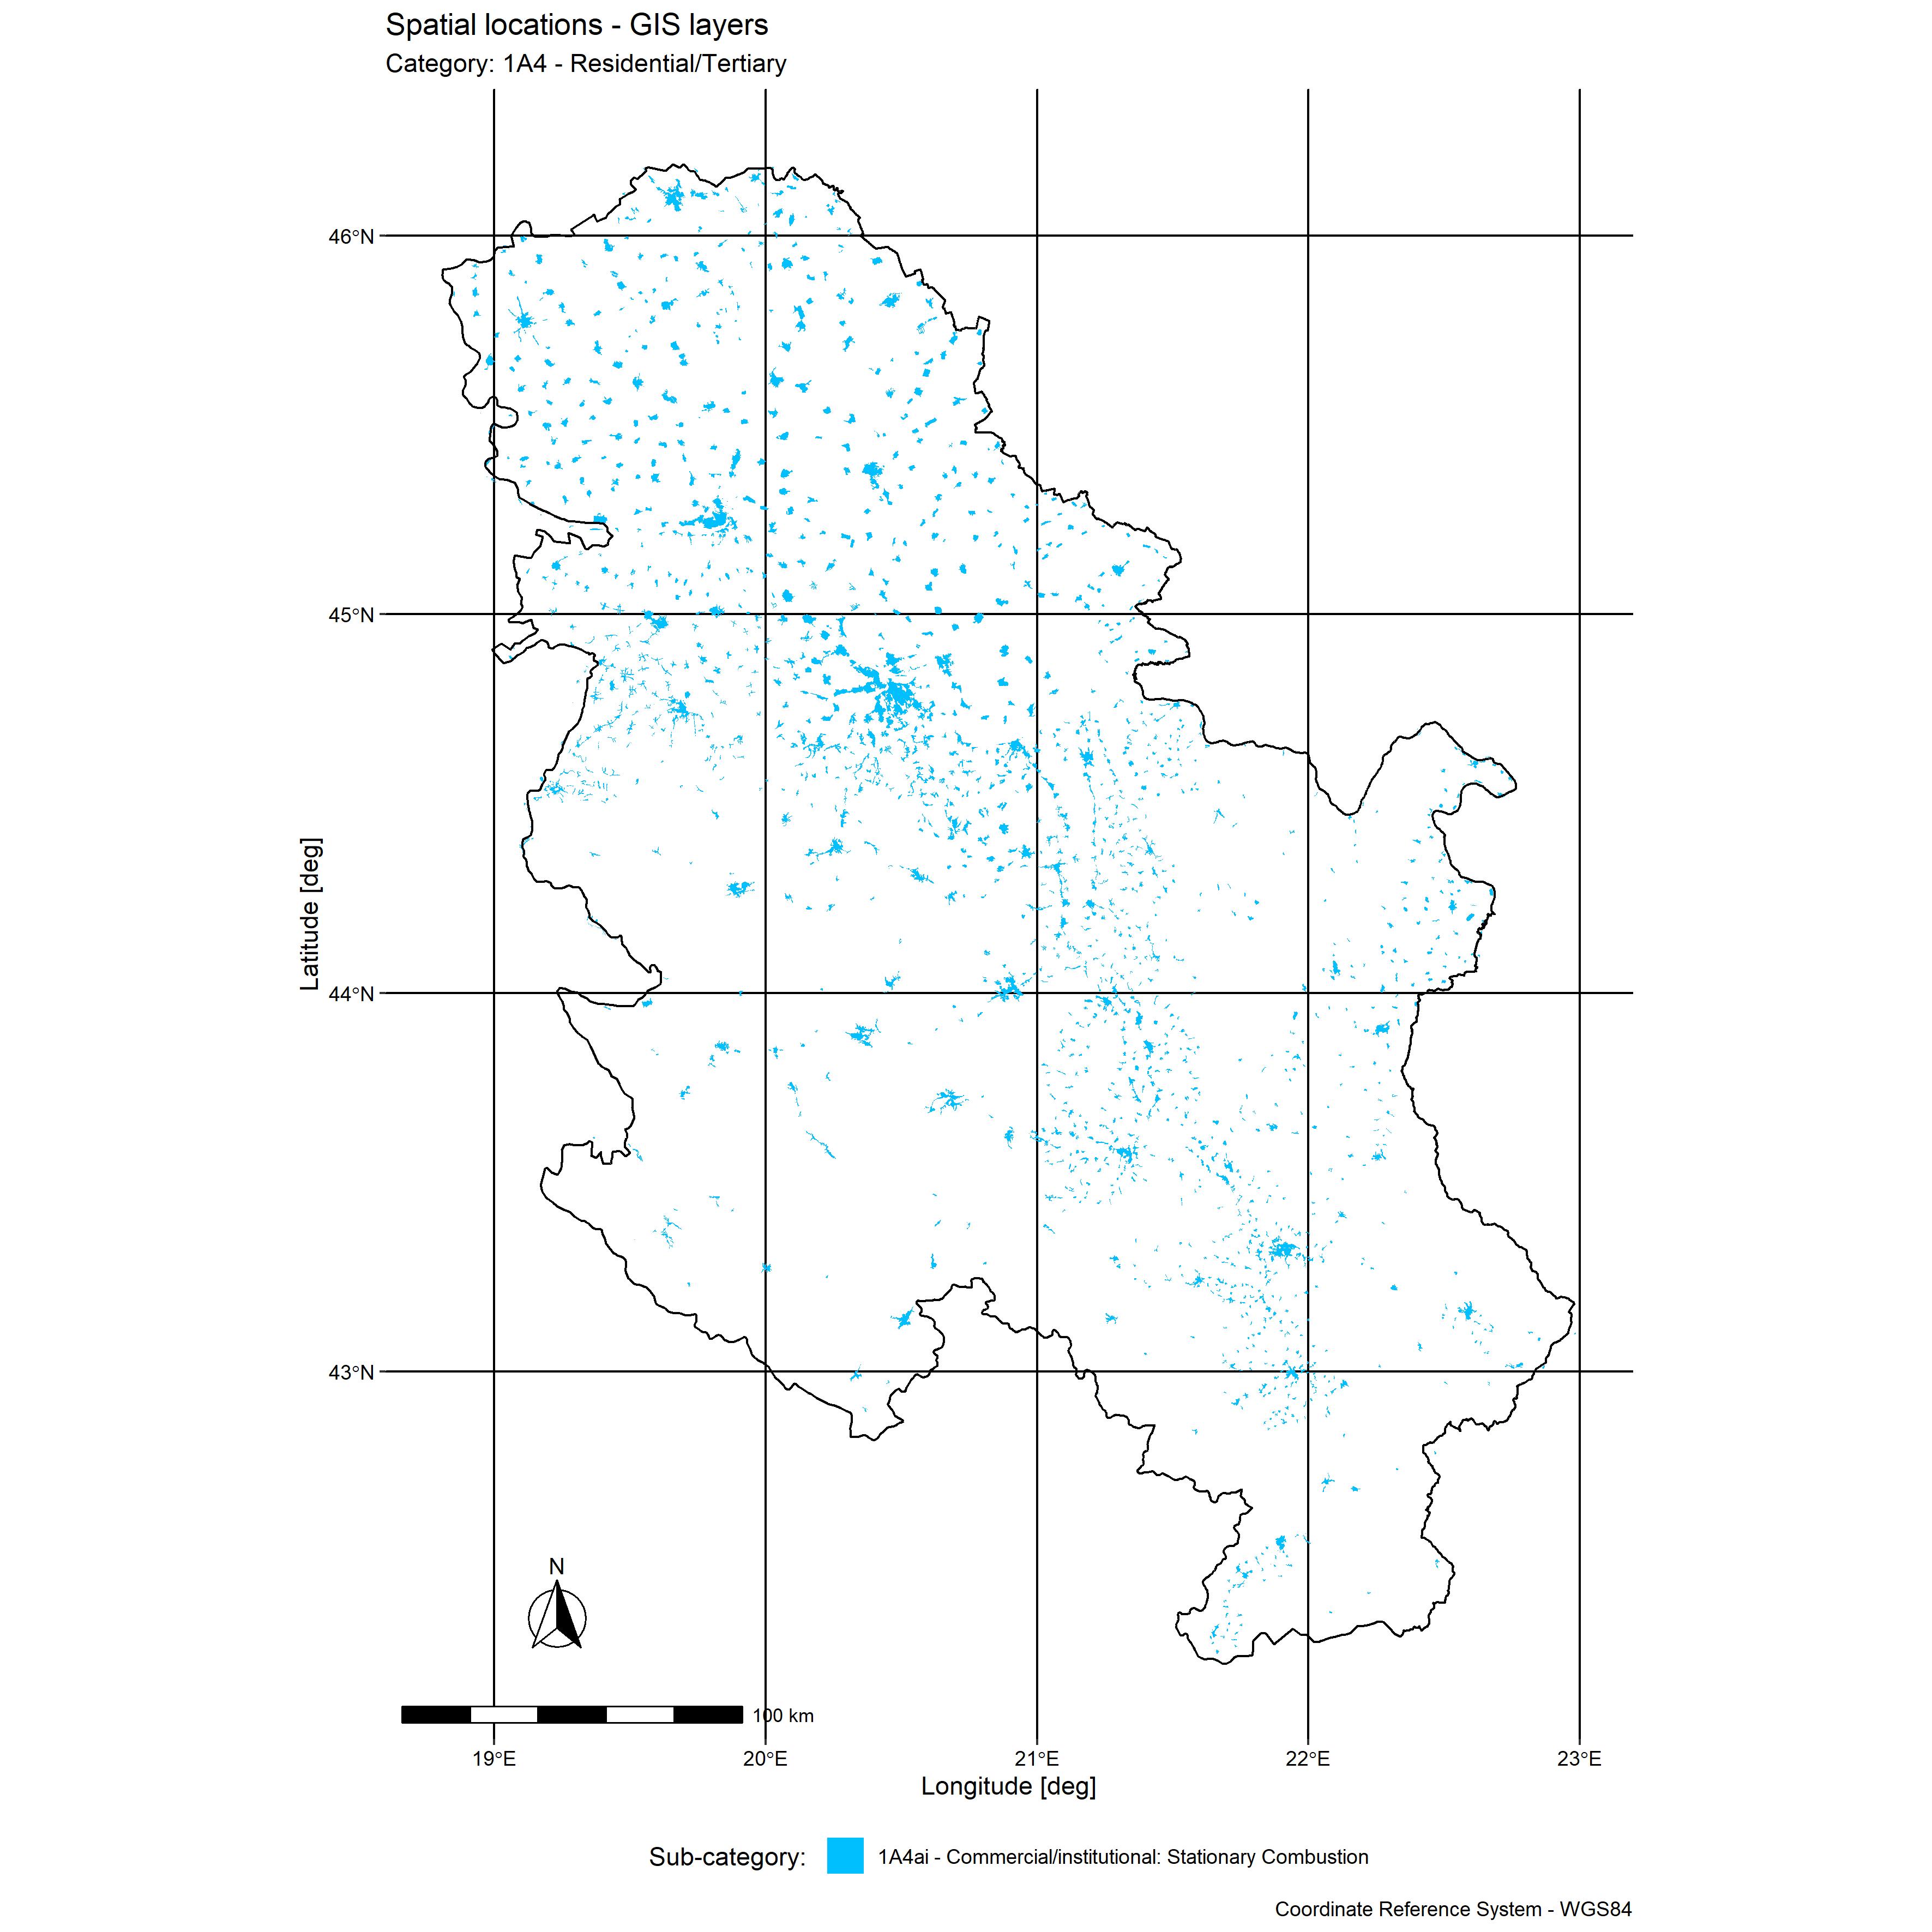 Spatial locations - GIS layers
Category: 1A4 - Residential/Tertiary
46°N
45°N
44°N
43°N
Latitude [deg]
N
100 km
19°E
20°E
21°E
22°E
23°E
Longitude [deg]
Sub-category:
1A4ai - Commercial/institutional: Stationary Combustion
Coordinate Reference System - WGS84